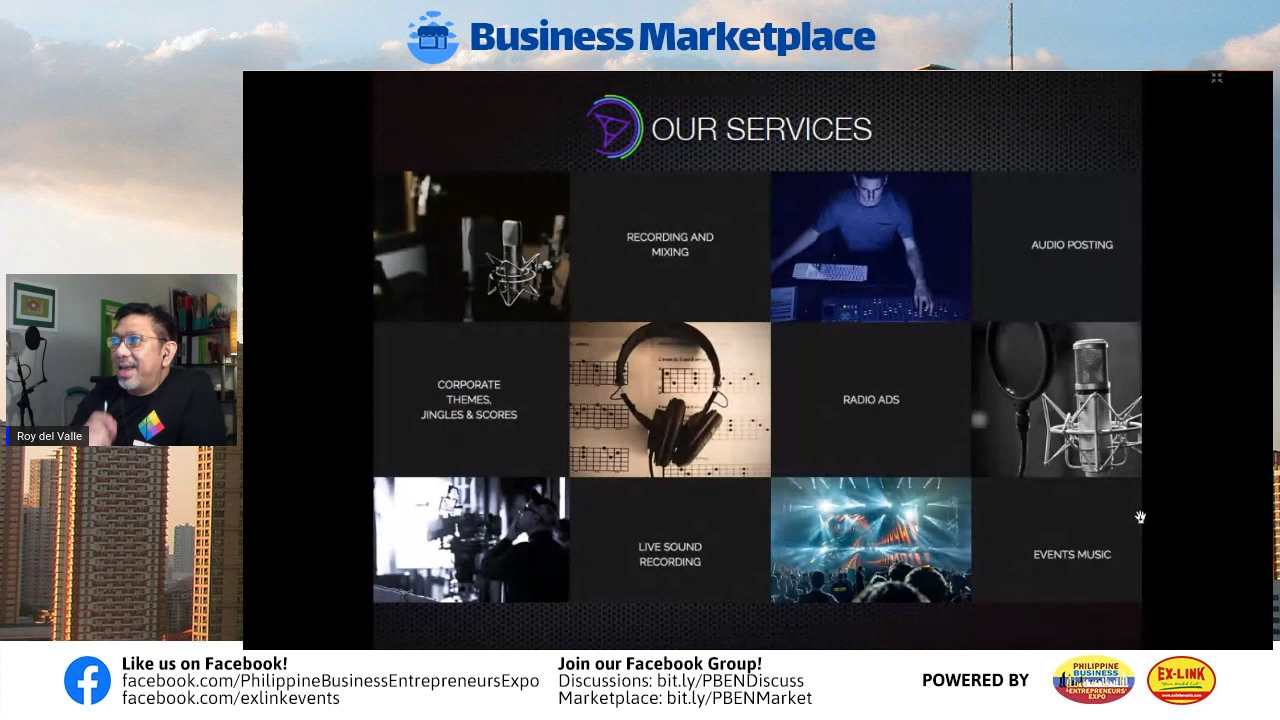 Business Marketplace
OUR SERVICES
RECORDING AND
MIXING
AUDIO POSTING
CORPORATE
THEMES,
JINGLES & SCORES
RADIO ADS
LIVE SOUND
RECORDING
EVENTS MUSIC
Roy del Valle
Like us on Facebook!
facebook.com/PhilippineBusinessEntrepreneursExpo
facebook.com/exlinkevents
Join our Facebook Group!
Discussions: bit.ly/PBENDiscuss
Marketplace: bit.ly/PBENMarket
POWERED BY
PHILIPPINE
BUSINESS
ENTREPRENEURS'
EXPO
EX-LINK